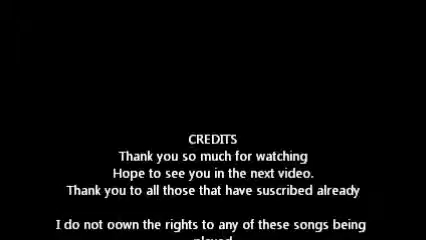 CREDITS
Thank you so much for watching
Hope to see you in the next video.
Thank you to all those that have suscribed already
I do not oown the rights to any of these songs being
played